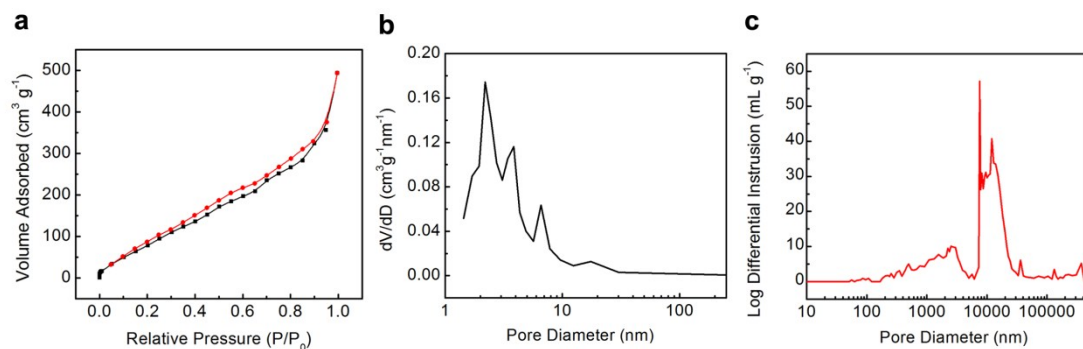 a
Volume Adsorbed (cm³ g⁻¹)
500
400
300
200
100
0
0.0 0.2 0.4 0.6 0.8 1.0
Relative Pressure (P/P₀)
b
dV/dD (cm³g⁻¹nm⁻¹)
0.20
0.16
0.12
0.08
0.04
0.00
1 10 100
Pore Diameter (nm)
c
Log Differential Instrusion (mL g⁻¹)
60
50
40
30
20
10
0
10 100 1000 10000 100000
Pore Diameter (nm)